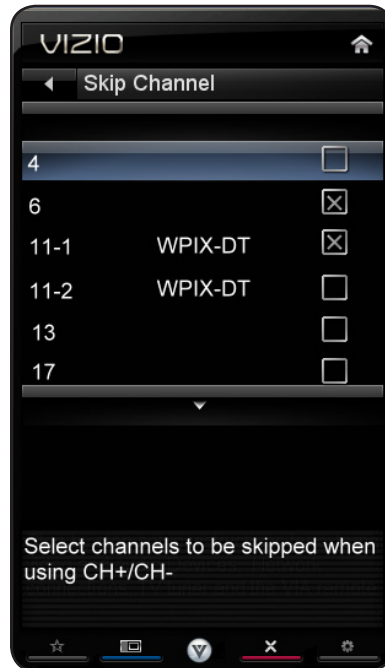 VIZIO
Skip Channel
4
6
11-1 WPIX-DT
11-2 WPIX-DT
13
17
Select channels to be skipped when
using CH+/CH-
V